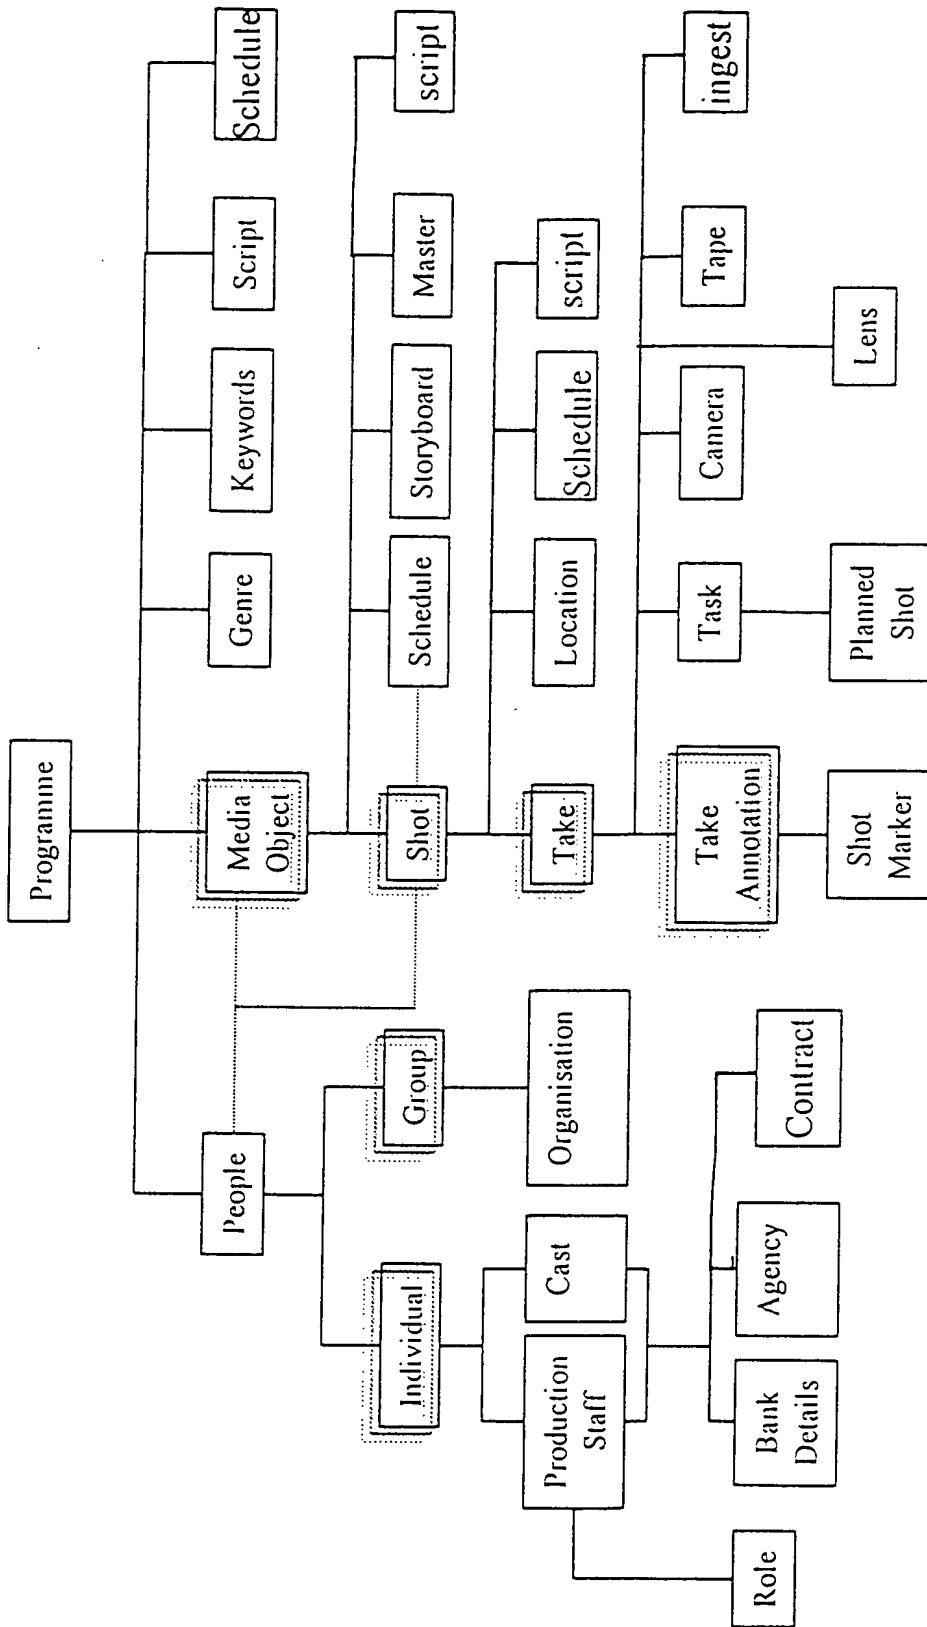 Programme
People
Media
Object
Genre
Keywords
Script
Schedule
Individual
Group
Shot
Schedule
Storyboard
Master
script
Production
Staff
Cast
Organisation
Take
Location
Schedule
script
Take
Annotation
Task
Camera
Tape
ingest
Role
Bank
Details
Agency
Contract
Shot
Marker
Planned
Shot
Lens